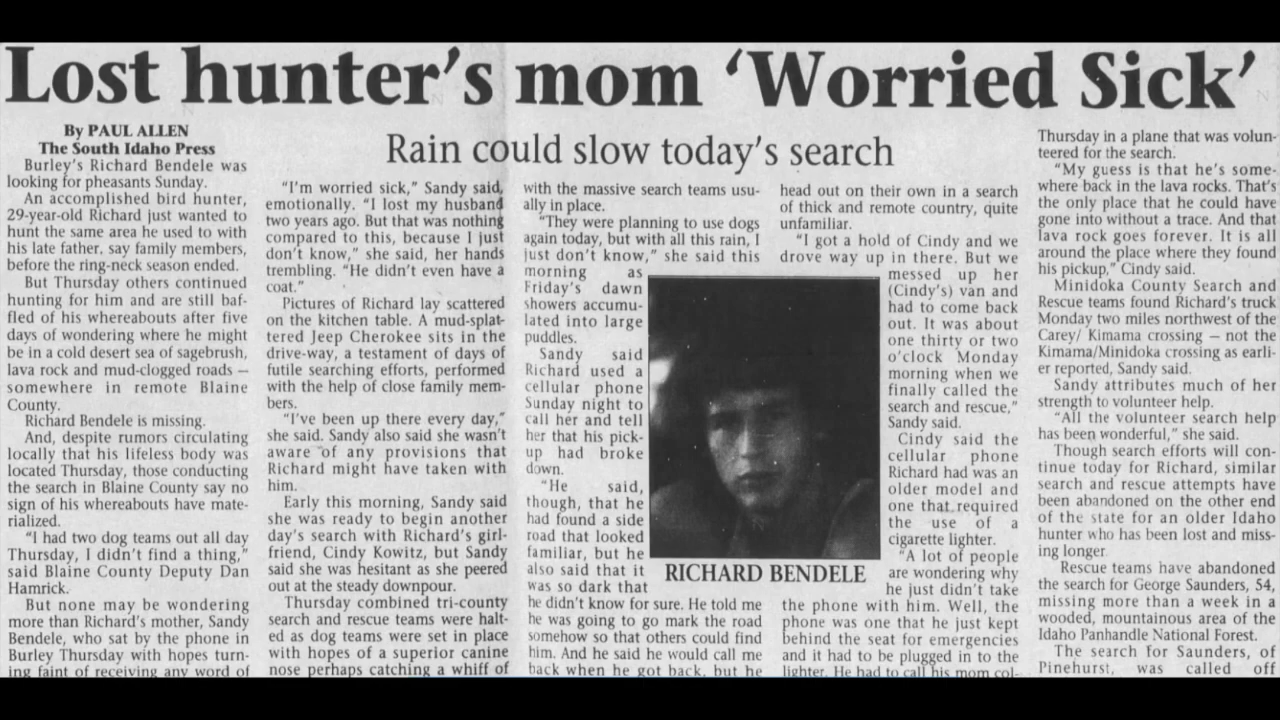 Lost hunter's mom ‘Worried Sick’
Rain could slow today's search
By PAUL ALLEN
The South Idaho Press
Burley's Richard Bendele was
looking for pheasants Sunday.
An accomplished bird hunter,
29-year-old Richard just wanted to
hunt the same area he used to with
his late father, say family members,
before the ring-neck season ended.
But Thursday others continued
hunting for him and are still baf-
fled of his whereabouts after five
days of wondering where he might
be in a cold desert sea of sagebrush,
lava rock and mud-clogged roads —
somewhere in remote Blaine
County.
Richard Bendele is missing.
And, despite rumors circulating
locally that his lifeless body was
located Thursday, those conducting
the search in Blaine County say no
sign of his whereabouts have mate-
rialized.
"I had two dog teams out all day
Thursday, I didn't find a thing,"
said Blaine County Deputy Dan
Hamrick.
But none may be wondering
more than Richard's mother, Sandy
Bendele, who sat by the phone in
Burley Thursday with hopes turn-
ing faint of receiving any word of
"I'm worried sick," Sandy said,
emotionally. "I lost my husband
two years ago. But that was nothing
compared to this, because I just
don't know," she said, her hands
trembling. "He didn't even have a
coat."
Pictures of Richard lay scattered
on the kitchen table. A mud-splat-
tered Jeep Cherokee sits in the
drive-way, a testament of days of
futile searching efforts, performed
with the help of close family mem-
bers.
"I've been up there every day,"
she said. Sandy also said she wasn't
aware of any provisions that
Richard might have taken with
him.
Early this morning, Sandy said
she was ready to begin another
day's search with Richard's girl-
friend, Cindy Kowitz, but Sandy
said she was hesitant as she peered
out at the steady downpour.
Thursday combined tri-county
search and rescue teams were halt-
ed as dog teams were set in place
with hopes of a superior canine
nose perhaps catching a whiff of
with the massive search teams usu-
ally in place.
"They were planning to use dogs
again today, but with all this rain, I
just don't know," she said this
morning as
Friday's dawn
showers accumu-
lated into large
puddles.
Sandy said
Richard used a
cellular phone
Sunday night to
call her and tell
her that his pick-
up had broke
down.
"He said,
though, that he
had found a side
road that looked
familiar, but he
also said that it
was so dark that
he didn't know for sure. He told me
he was going to go mark the road
somehow so that others could find
him. And he said he would call me
back when he got back, but he
RICHARD BENDELE
head out on their own in a search
of thick and remote country, quite
unfamiliar.
"I got a hold of Cindy and we
drove way up in there. But we
messed up her
(Cindy's) van and
had to come back
out. It was about
one thirty or two
o'clock Monday
morning when we
finally called the
search and rescue,"
Sandy said.
Cindy said the
cellular phone
Richard had was an
older model and
one that required
the use of a
cigarette lighter.
"A lot of people
are wondering why
he just didn't take
the phone with him. Well, the
phone was one that he just kept
behind the seat for emergencies
and it had to be plugged in to the
lighter. He had to call his mom col-
Thursday in a plane that was volun-
teered for the search.
"My guess is that he's some-
where back in the lava rocks. That's
the only place that he could have
gone into without a trace. And that
lava rock goes forever. It is all
around the place where they found
his pickup," Cindy said.
Minidoka County Search and
Rescue teams found Richard's truck
Monday two miles northwest of the
Carey/ Kimama crossing — not the
Kimama/Minidoka crossing as earli-
er reported, Sandy said.
Sandy attributes much of her
strength to volunteer help.
"All the volunteer search help
has been wonderful," she said.
Though search efforts will con-
tinue today for Richard, similar
search and rescue attempts have
been abandoned on the other end
of the state for an older Idaho
hunter who has been lost and miss-
ing longer.
Rescue teams have abandoned
the search for George Saunders, 54,
missing more than a week in a
wooded, mountainous area of the
Idaho Panhandle National Forest.
The search for Saunders, of
Pinehurst, was called off